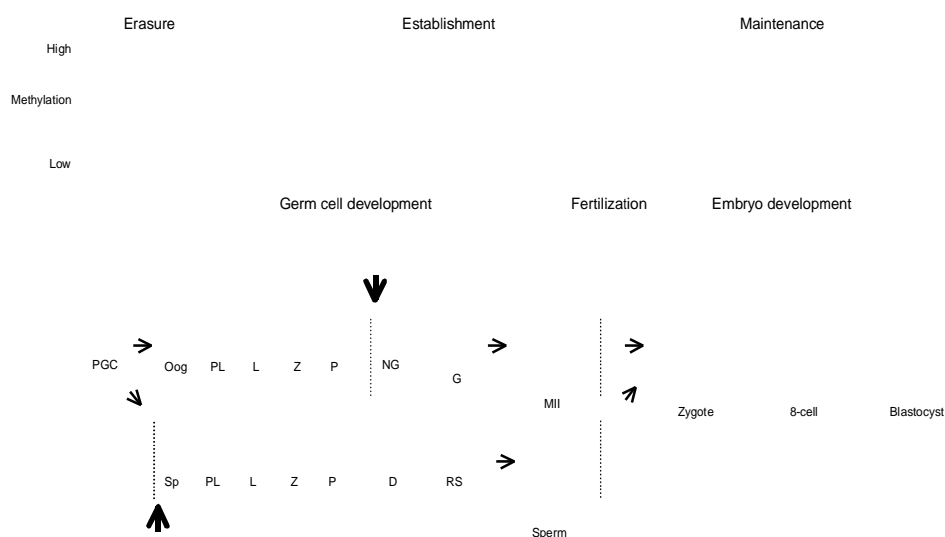 Erasure Establishment Maintenance
High
Methylation
Low
Germ cell development Fertilization Embryo development
PGC Oog PL L Z P NG G
MII
Zygote 8-cell Blastocyst
Sp PL L Z P D RS
Sperm